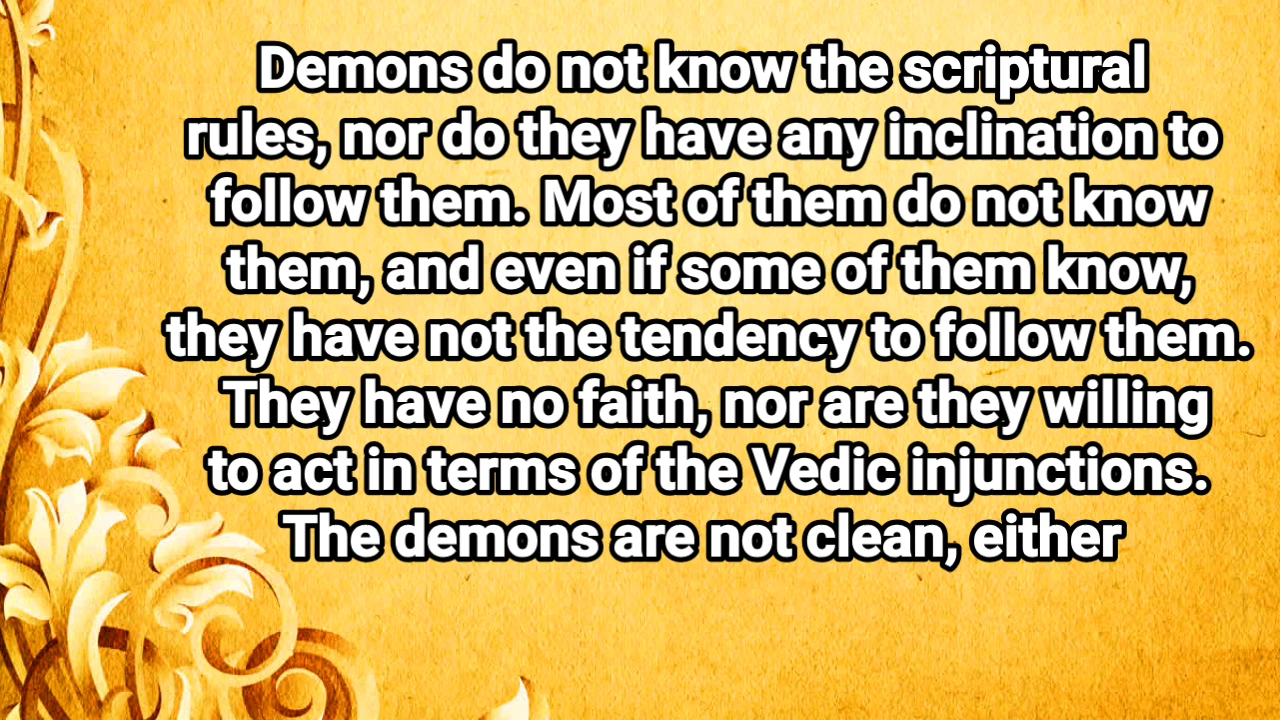 Demons do not know the scriptural
rules, nor do they have any inclination to
follow them. Most of them do not know
them, and even if some of them know,
they have not the tendency to follow them.
They have no faith, nor are they willing
to act in terms of the Vedic injunctions.
The demons are not clean, either